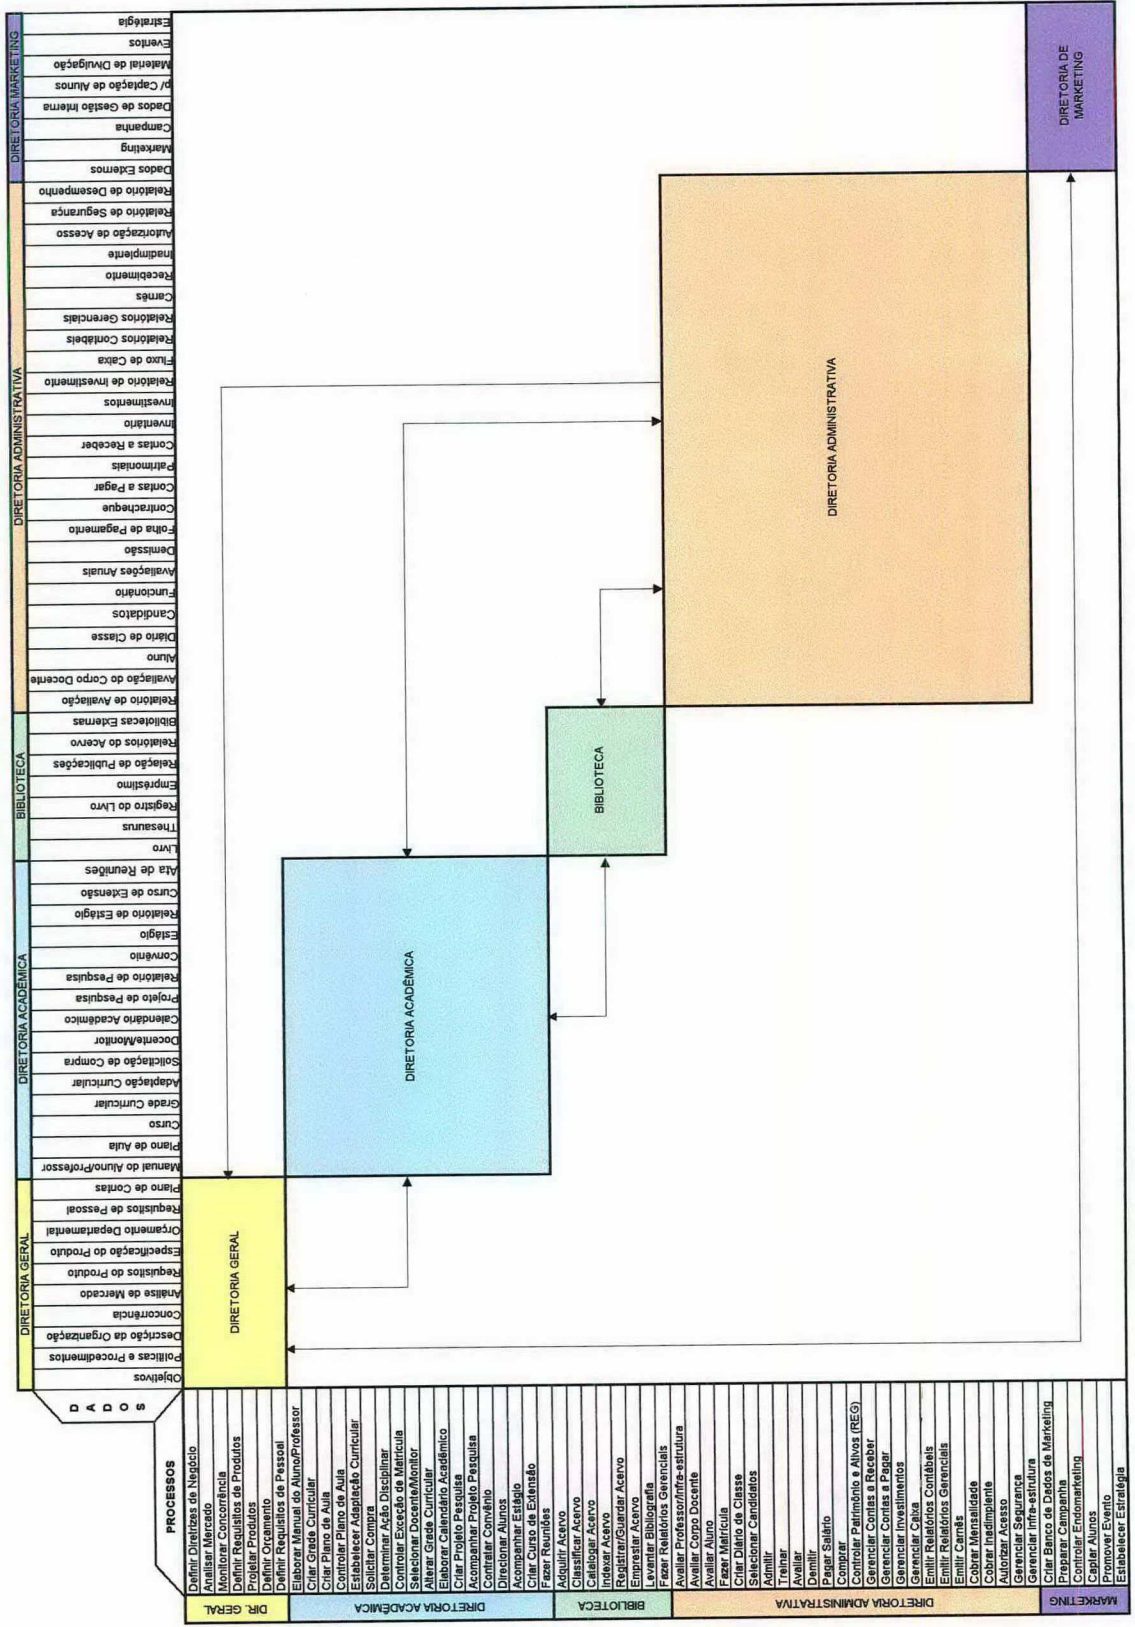 DIRETORIA GERAL
DIRETORIA ACADÊMICA
BIBLIOTECA
DIRETORIA ADMINISTRATIVA
DIRETORIA MARKETING
DADOS
Objetivos
Políticas e Procedimentos
Descrição da Organização
Concorrência
Análise de Mercado
Requisitos do Produto
Especificação do Produto
Orçamento Departamental
Requisitos de Pessoal
Plano de Contas
Manual do Aluno/Professor
Plano de Aula
Curso
Grade Curricular
Adaptação Curricular
Solicitação de Compra
Docente/Monitor
Calendário Acadêmico
Projeto de Pesquisa
Relatório de Pesquisa
Convênio
Estágio
Relatório de Estágio
Curso de Extensão
Ata de Reuniões
Livro
Thesaurus
Registro do Livro
Empréstimo
Relação de Publicações
Relatórios do Acervo
Bibliotecas Externas
Relatório de Avaliação
Avaliação do Corpo Docente
Aluno
Diário de Classe
Candidatos
Funcionário
Avaliações Anuais
Demissão
Folha de Pagamento
Contracheque
Contas a Pagar
Patrimoniais
Contas a Receber
Inventário
Investimentos
Relatório de Investimento
Fluxo de Caixa
Relatórios Contábeis
Relatórios Gerenciais
Carnês
Recebimento
Inadimplente
Autorização de Acesso
Relatório de Segurança
Relatório de Desempenho
Dados Externos
Marketing
Campanha
Dados de Gestão Interna
p/ Captação de Alunos
Material de Divulgação
Eventos
Estratégia
PROCESSOS
DIR. GERAL
Definir Diretrizes de Negócio
Analisar Mercado
Monitorar Concorrência
Definir Requisitos de Produtos
Projetar Produtos
Definir Orçamento
Definir Requisitos de Pessoal
DIRETORIA GERAL
DIRETORIA ACADÊMICA
Elaborar Manual do Aluno/Professor
Criar Grade Curricular
Criar Plano de Aula
Controlar Plano de Aula
Estabelecer Adaptação Curricular
Solicitar Compra
Determinar Ação Disciplinar
Controlar Exceção de Matrícula
Selecionar Docente/Monitor
Alterar Grade Curricular
Elaborar Calendário Acadêmico
Criar Projeto Pesquisa
Acompanhar Projeto Pesquisa
Contratar Convênio
Direcionar Alunos
Acompanhar Estágio
Criar Curso de Extensão
Fazer Reuniões
DIRETORIA ACADÊMICA
BIBLIOTECA
Adquirir Acervo
Classificar Acervo
Catalogar Acervo
Indexar Acervo
Registrar/Guardar Acervo
Emprestar Acervo
Levantar Bibliografia
Fazer Relatórios Gerenciais
BIBLIOTECA
DIRETORIA ADMINISTRATIVA
Avaliar Professor/Infra-estrutura
Avaliar Corpo Docente
Avaliar Aluno
Fazer Matrícula
Criar Diário de Classe
Selecionar Candidatos
Admitir
Treinar
Avaliar
Demitir
Pagar Salário
Comprar
Controlar Patrimônio e Ativos (REG)
Gerenciar Contas a Receber
Gerenciar Contas a Pagar
Gerenciar Investimentos
Gerenciar Caixa
Emitir Relatórios Contábeis
Emitir Relatórios Gerenciais
Emitir Carnês
Cobrar Mensalidade
Cobrar Inadimplente
Autorizar Acesso
Gerenciar Segurança
Gerenciar Infra-estrutura
DIRETORIA ADMINISTRATIVA
MARKETING
Criar Banco de Dados de Marketing
Preparar Campanha
Controlar Endomarketing
Captar Alunos
Promover Evento
Estabelecer Estratégia
DIRETORIA DE
MARKETING